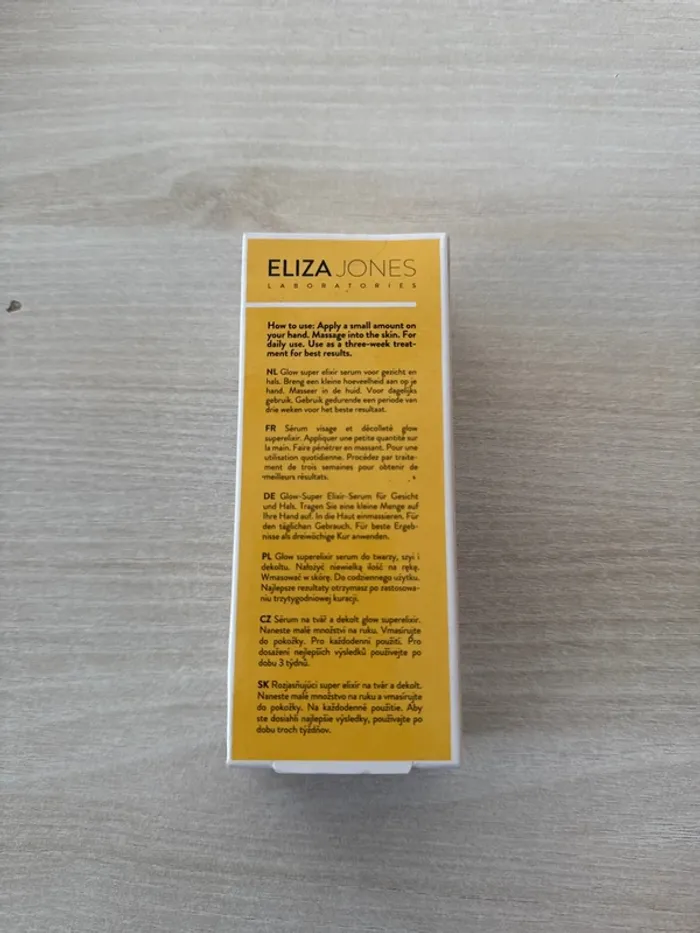 ELIZA JONES
LABORATORIES
How to use: Apply a small amount on
your hand. Massage into the skin. For
daily use. Use as a three-week treat-
ment for best results.
NL Glow super elixir serum voor gezicht en
hals. Breng een kleine hoeveelheid aan op je
hand. Masseer in de huid. Voor dagelijks
gebruik. Gebruik gedurende een periode van
drie weken voor het beste resultaat.
FR Sérum visage et décolleté glow
superelixir. Appliquer une petite quantité sur
la main. Faire pénétrer en massant. Pour une
utilisation quotidienne. Procédez par traite-
ment de trois semaines pour obtenir de
meilleurs résultats.
DE Glow-Super Elixir-Serum für Gesicht
und Hals. Tragen Sie eine kleine Menge auf
Ihre Hand auf. In die Haut einmassieren. Für
den täglichen Gebrauch. Für beste Ergeb-
nisse als dreiwöchige Kur anwenden.
PL Glow superelixir serum do twarzy, szyi i
dekoltu. Nałożyć niewielką ilość na rękę.
Wmasować w skórę. Do codziennego użytku.
Najlepsze rezultaty otrzymasz po zastosowa-
niu trzytygodniowej kuracji.
CZ Sérum na tvář a dekolt glow superelixir.
Naneste malé množství na ruku. Vmasírujte
do pokožky. Pro každodenní použití. Pro
dosažení nejlepších výsledků používejte po
dobu 3 týdnů.
SK Rozjasňujúci super elixír na tvár a dekolt.
Naneste malé množstvo na ruku a vmasírujte
do pokožky. Na každodenné použitie. Aby
ste dosiahli najlepšie výsledky, používajte po
dobu troch týždňov.